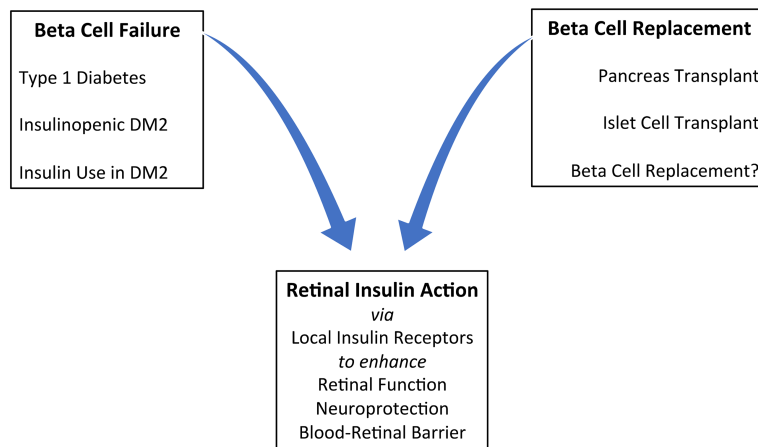 Beta Cell Failure
Type 1 Diabetes
Insulinopenic DM2
Insulin Use in DM2
Beta Cell Replacement
Pancreas Transplant
Islet Cell Transplant
Beta Cell Replacement?
Retinal Insulin Action
via
Local Insulin Receptors
to enhance
Retinal Function
Neuroprotection
Blood-Retinal Barrier